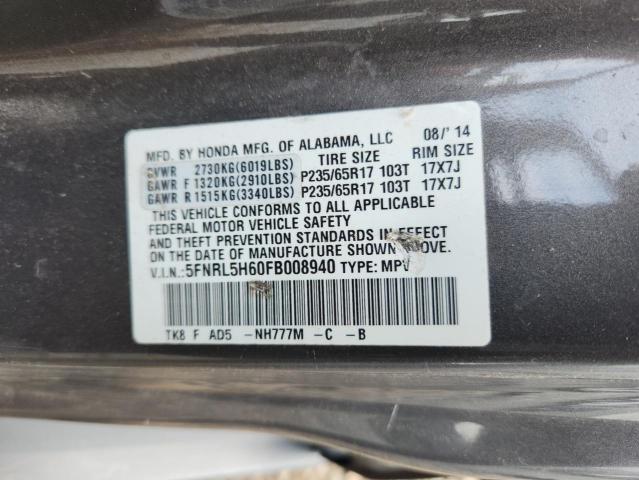 MFD. BY HONDA MFG. OF ALABAMA, LLC 08/'14
TIRE SIZE RIM SIZE
GVWR 2730KG(6019LBS)
GAWR F 1320KG(2910LBS) P235/65R17 103T 17X7J
GAWR R 1515KG(3340LBS) P235/65R17 103T 17X7J
THIS VEHICLE CONFORMS TO ALL APPLICABLE
FEDERAL MOTOR VEHICLE SAFETY
AND THEFT PREVENTION STANDARDS IN EFFECT
ON THE DATE OF MANUFACTURE SHOWN ABOVE.
V.I.N.:5FNRL5H60FB008940 TYPE: MPV
TK8 F AD5 -NH777M -C -B